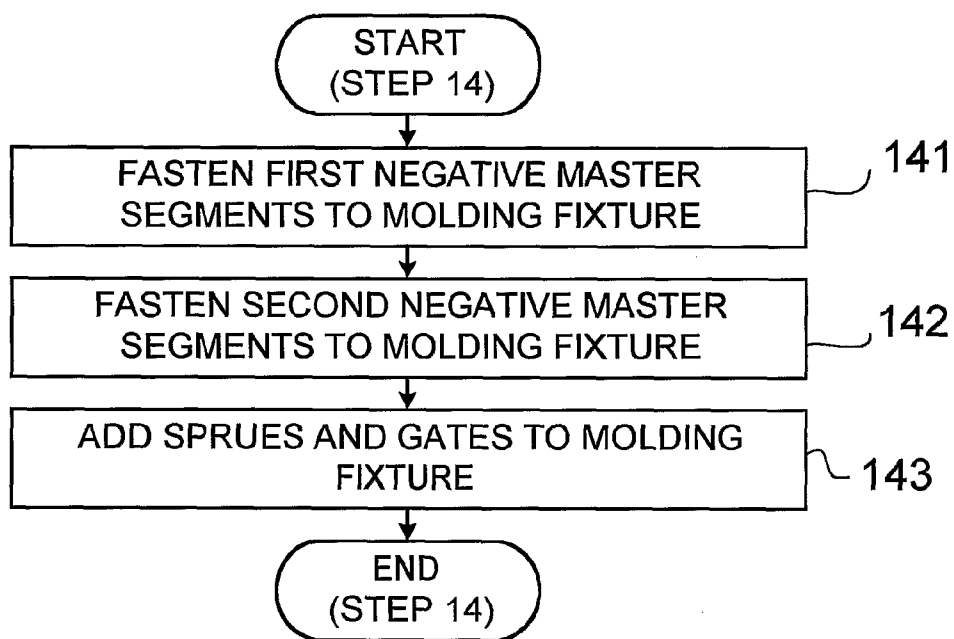 START
(STEP 14)
FASTEN FIRST NEGATIVE MASTER
SEGMENTS TO MOLDING FIXTURE
141
FASTEN SECOND NEGATIVE MASTER
SEGMENTS TO MOLDING FIXTURE
142
ADD SPRUES AND GATES TO MOLDING
FIXTURE
143
END
(STEP 14)